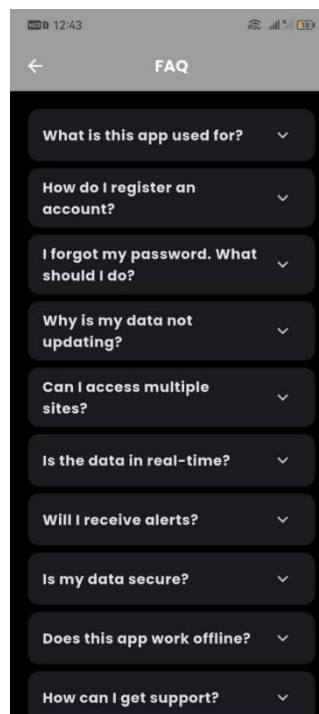 12:43
18
FAQ
What is this app used for?
How do I register an
account?
I forgot my password. What
should I do?
Why is my data not
updating?
Can I access multiple
sites?
Is the data in real-time?
Will I receive alerts?
Is my data secure?
Does this app work offline?
How can I get support?